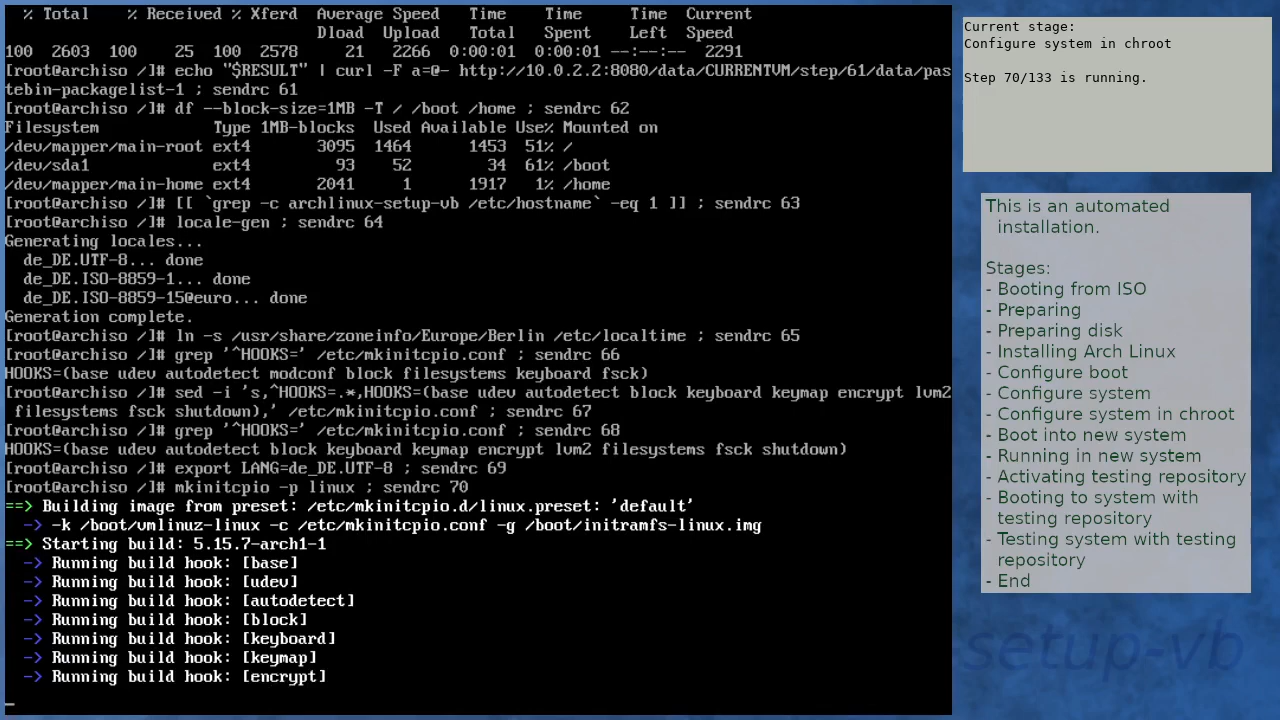 % Total    % Received % Xferd  Average Speed   Time    Time     Time  Current
                                 Dload  Upload   Total   Spent    Left  Speed
100  2603  100    25  100  2578     21   2266  0:00:01  0:00:01 --:--:--  2291
[root@archiso /]# echo "$RESULT" | curl -F a=@- http://10.0.2.2:8080/data/CURRENTVM/step/61/data/pas
tebin-packagelist-1 ; sendrc 61
[root@archiso /]# df --block-size=1MB -T / /boot /home ; sendrc 62
Filesystem            Type 1MB-blocks  Used Available Use% Mounted on
/dev/mapper/main-root ext4       3095  1464      1453  51% /
/dev/sda1             ext4         93    52        34  61% /boot
/dev/mapper/main-home ext4       2041     1      1917   1% /home
[root@archiso /]# [[ `grep -c archlinux-setup-vb /etc/hostname` -eq 1 ]] ; sendrc 63
[root@archiso /]# locale-gen ; sendrc 64
Generating locales...
  de_DE.UTF-8... done
  de_DE.ISO-8859-1... done
  de_DE.ISO-8859-15@euro... done
Generation complete.
[root@archiso /]# ln -s /usr/share/zoneinfo/Europe/Berlin /etc/localtime ; sendrc 65
[root@archiso /]# grep '^HOOKS=' /etc/mkinitcpio.conf ; sendrc 66
HOOKS=(base udev autodetect modconf block filesystems keyboard fsck)
[root@archiso /]# sed -i 's,^HOOKS=.*,HOOKS=(base udev autodetect block keyboard keymap encrypt lvm2
 filesystems fsck shutdown),' /etc/mkinitcpio.conf ; sendrc 67
[root@archiso /]# grep '^HOOKS=' /etc/mkinitcpio.conf ; sendrc 68
HOOKS=(base udev autodetect block keyboard keymap encrypt lvm2 filesystems fsck shutdown)
[root@archiso /]# export LANG=de_DE.UTF-8 ; sendrc 69
[root@archiso /]# mkinitcpio -p linux ; sendrc 70
==> Building image from preset: /etc/mkinitcpio.d/linux.preset: 'default'
  -> -k /boot/vmlinuz-linux -c /etc/mkinitcpio.conf -g /boot/initramfs-linux.img
==> Starting build: 5.15.7-arch1-1
  -> Running build hook: [base]
  -> Running build hook: [udev]
  -> Running build hook: [autodetect]
  -> Running build hook: [block]
  -> Running build hook: [keyboard]
  -> Running build hook: [keymap]
  -> Running build hook: [encrypt]
Current stage:
Configure system in chroot
Step 70/133 is running.
This is an automated
installation.
Stages:
- Booting from ISO
- Preparing
- Preparing disk
- Installing Arch Linux
- Configure boot
- Configure system
- Configure system in chroot
- Boot into new system
- Running in new system
- Activating testing repository
- Booting to system with
testing repository
- Testing system with testing
repository
- End
setup-vb